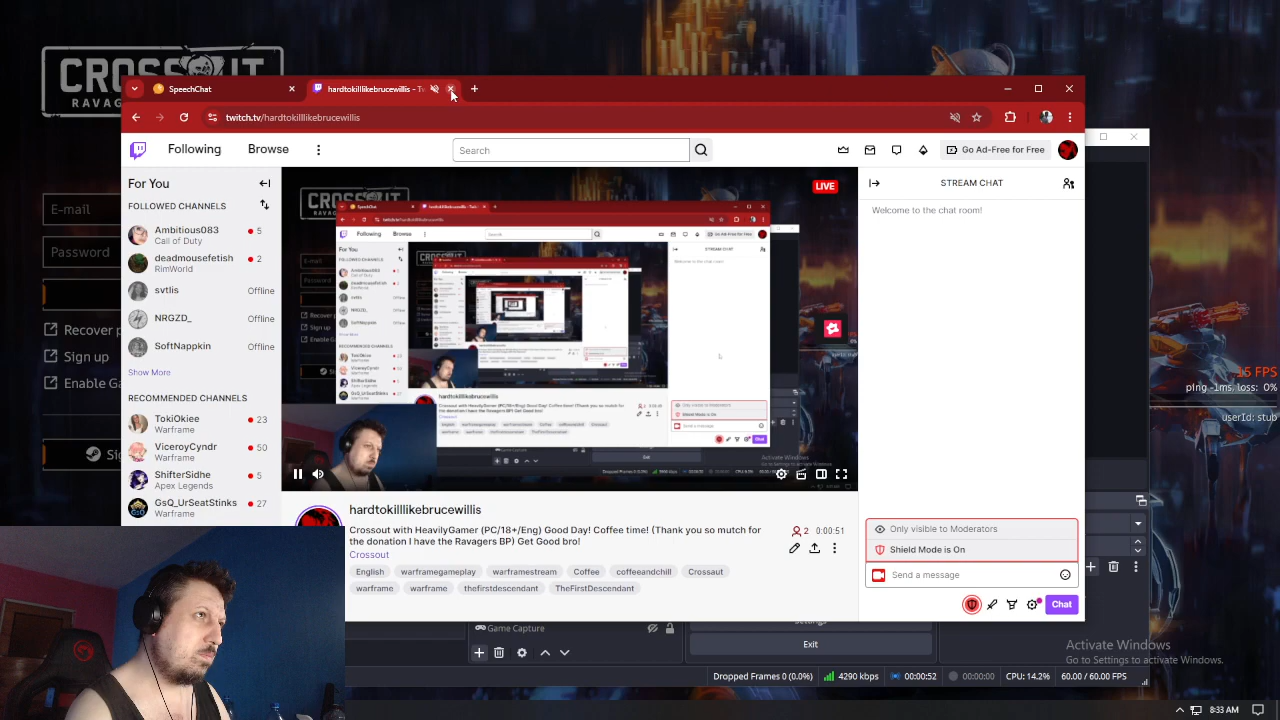 CROSSOUT
RAVAG
SpeechChat
hardtokilllikebrucewillis - Tw
twitch.tv/hardtokilllikebrucewillis
Following
Browse
Search
Go Ad-Free for Free
For You
FOLLOWED CHANNELS
Ambitious083
5
Call of Duty
deadmousefetish
2
RimWorld
svtfis
Offline
NRGZD_
Offline
SoftNappkin
Offline
Show More
RECOMMENDED CHANNELS
TokiOkiee
23
Warframe
ViceroyCyndr
50
Warframe
ShifterSidhe
5
Apex Legends
GsQ_UrSeatStinks
27
Warframe
E-mail
Password
Recover p
Sign up
Enable Ga
LIVE
STREAM CHAT
Welcome to the chat room!
hardtokilllikebrucewillis
Crossout with HeavilyGamer (PC/18+/Eng) Good Day! Coffee time! (Thank you so mutch for
the donation I have the Ravagers BP) Get Good bro!
2
0:00:51
Crossout
English
warframegameplay
warframestream
Coffee
coffeeandchill
Crossaut
warframe
warframe
thefirstdescendant
TheFirstDescendant
Only visible to Moderators
Shield Mode is On
Send a message
Chat
5 FPS
ping -1ms loss: 0%
Game Capture
Exit
Activate Windows
Go to Settings to activate Windows.
Dropped Frames 0 (0.0%)
4290 kbps
00:00:52
00:00:00
CPU: 14.2%
60.00 / 60.00 FPS
8:33 AM